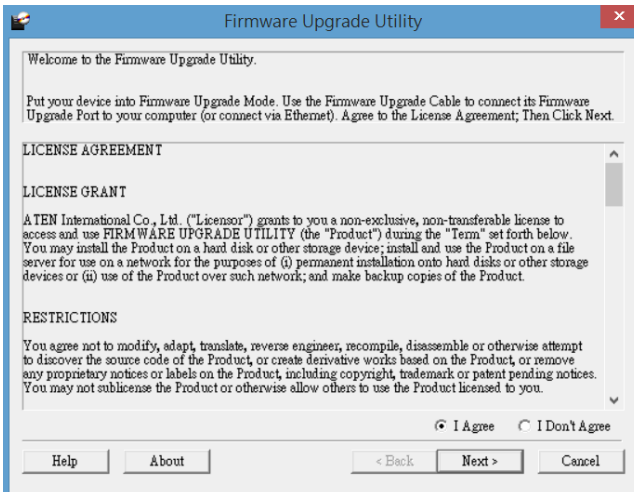 Firmware Upgrade Utility
Welcome to the Firmware Upgrade Utility.
Put your device into Firmware Upgrade Mode. Use the Firmware Upgrade Cable to connect its Firmware
Upgrade Port to your computer (or connect via Ethernet). Agree to the License Agreement; Then Click Next.
LICENSE AGREEMENT
LICENSE GRANT
ATEN International Co., Ltd. ("Licensor") grants to you a non-exclusive, non-transferable license to
access and use FIRMWARE UPGRADE UTILITY (the "Product") during the "Term" set forth below.
You may install the Product on a hard disk or other storage device; install and use the Product on a file
server for use on a network for the purposes of (i) permanent installation onto hard disks or other storage
devices or (ii) use of the Product over such network; and make backup copies of the Product.
RESTRICTIONS
You agree not to modify, adapt, translate, reverse engineer, recompile, disassemble or otherwise attempt
to discover the source code of the Product, or create derivative works based on the Product, or remove
any proprietary notices or labels on the Product, including copyright, trademark or patent pending notices.
You may not sublicense the Product or otherwise allow others to use the Product licensed to you.
I Agree I Don't Agree
Help About < Back Next > Cancel